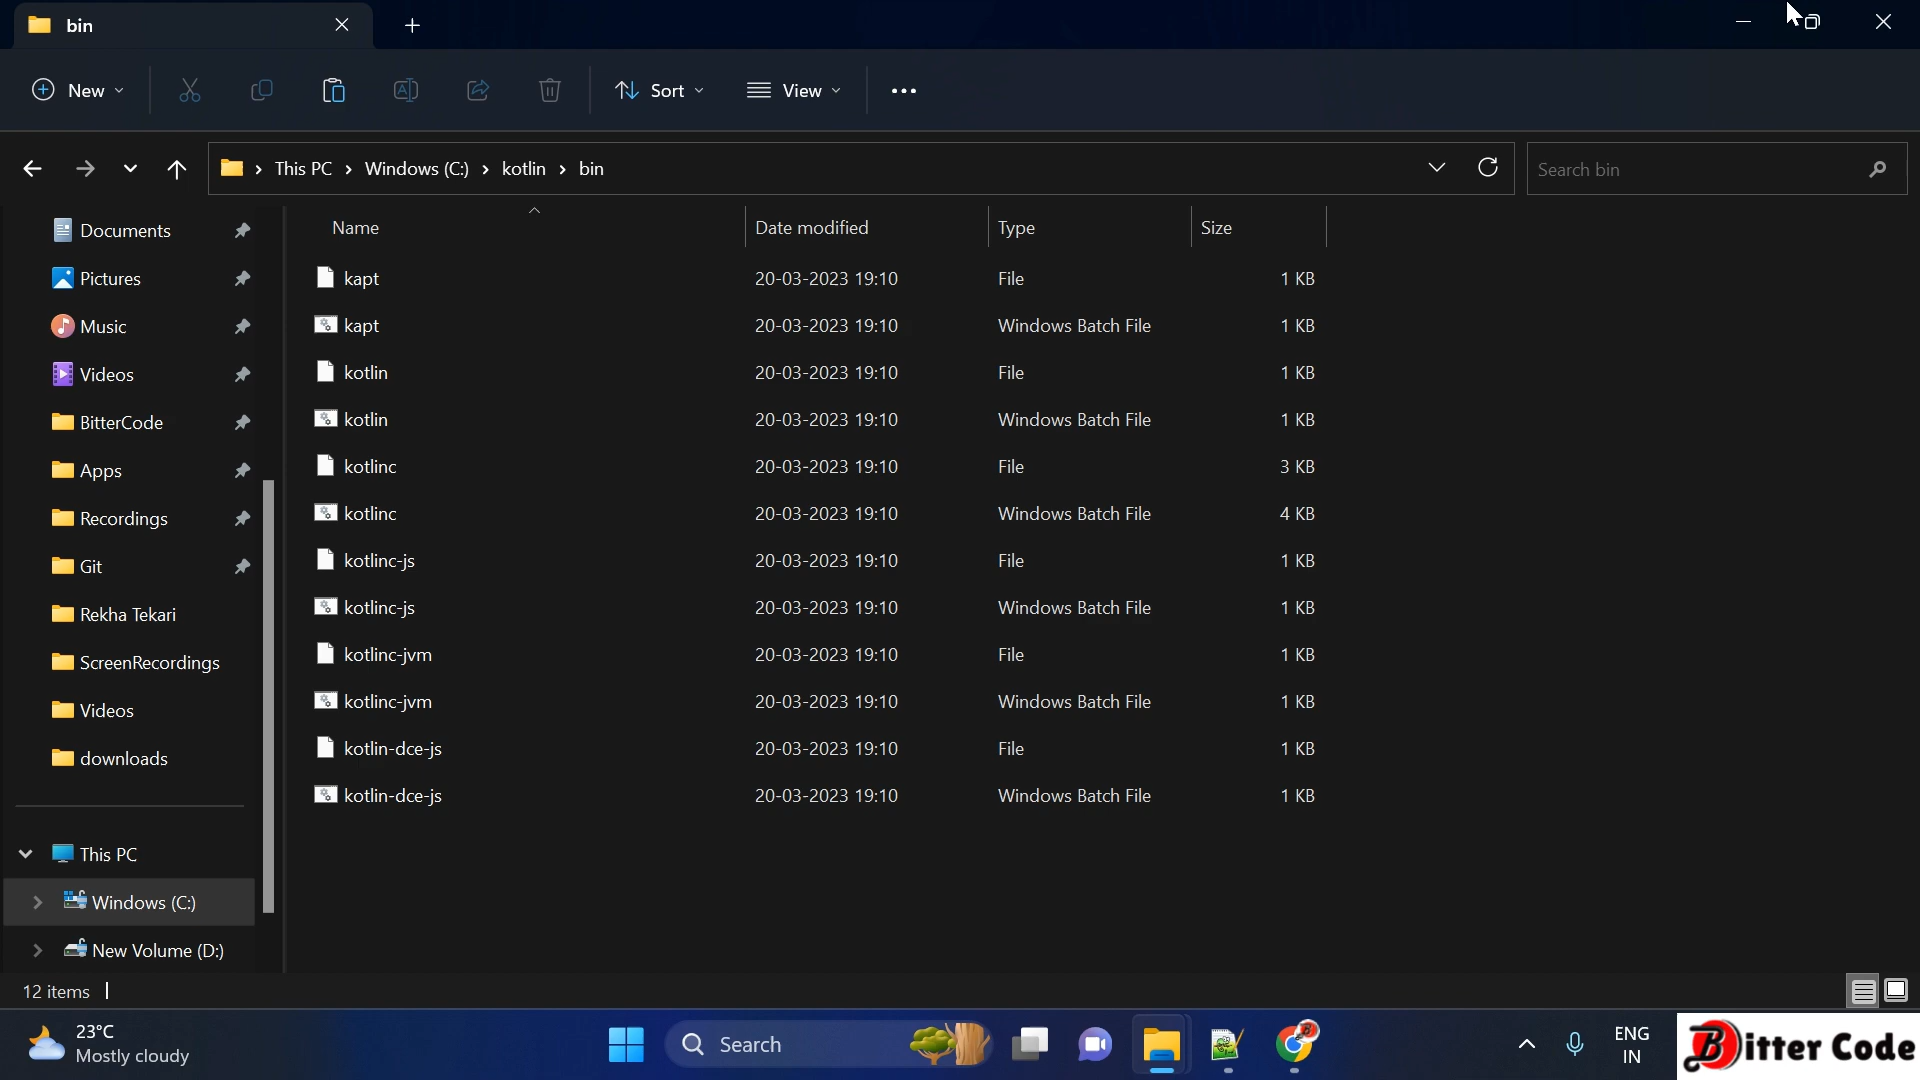 bin
New
Sort
View
This PC > Windows (C:) > kotlin > bin
Search bin
Name
Date modified
Type
Size
Documents
Pictures
Music
Videos
BitterCode
Apps
Recordings
Git
Rekha Tekari
ScreenRecordings
Videos
downloads
This PC
Windows (C:)
New Volume (D:)
kapt 20-03-2023 19:10 File 1 KB
kapt 20-03-2023 19:10 Windows Batch File 1 KB
kotlin 20-03-2023 19:10 File 1 KB
kotlin 20-03-2023 19:10 Windows Batch File 1 KB
kotlinc 20-03-2023 19:10 File 3 KB
kotlinc 20-03-2023 19:10 Windows Batch File 4 KB
kotlinc-js 20-03-2023 19:10 File 1 KB
kotlinc-js 20-03-2023 19:10 Windows Batch File 1 KB
kotlinc-jvm 20-03-2023 19:10 File 1 KB
kotlinc-jvm 20-03-2023 19:10 Windows Batch File 1 KB
kotlin-dce-js 20-03-2023 19:10 File 1 KB
kotlin-dce-js 20-03-2023 19:10 Windows Batch File 1 KB
12 items
23°C
Mostly cloudy
Search
ENG
IN
Bitter Code